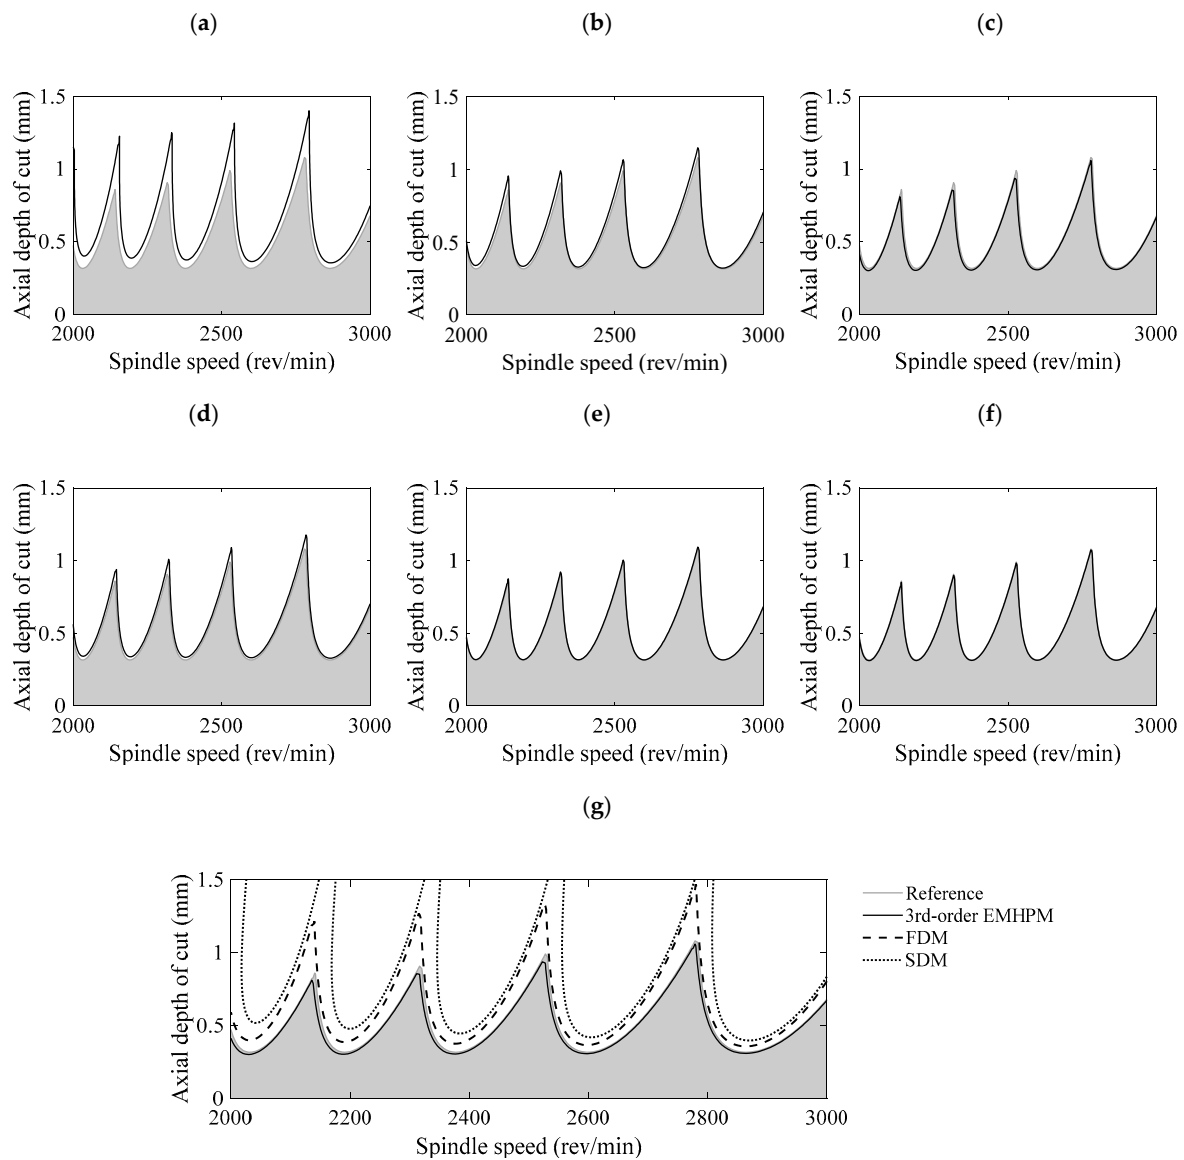 (a)
(b)
(c)
Axial depth of cut (mm)
1.5
1
0.5
0
2000
2500
3000
Spindle speed (rev/min)
Axial depth of cut (mm)
1.5
1
0.5
0
2000
2500
3000
Spindle speed (rev/min)
Axial depth of cut (mm)
1.5
1
0.5
0
2000
2500
3000
Spindle speed (rev/min)
(d)
(e)
(f)
Axial depth of cut (mm)
1.5
1
0.5
0
2000
2500
3000
Spindle speed (rev/min)
Axial depth of cut (mm)
1.5
1
0.5
0
2000
2500
3000
Spindle speed (rev/min)
Axial depth of cut (mm)
1.5
1
0.5
0
2000
2500
3000
Spindle speed (rev/min)
(g)
Axial depth of cut (mm)
1.5
1
0.5
0
2000
2200
2400
2600
2800
3000
Spindle speed (rev/min)
Reference
3rd-order EMHPM
FDM
SDM